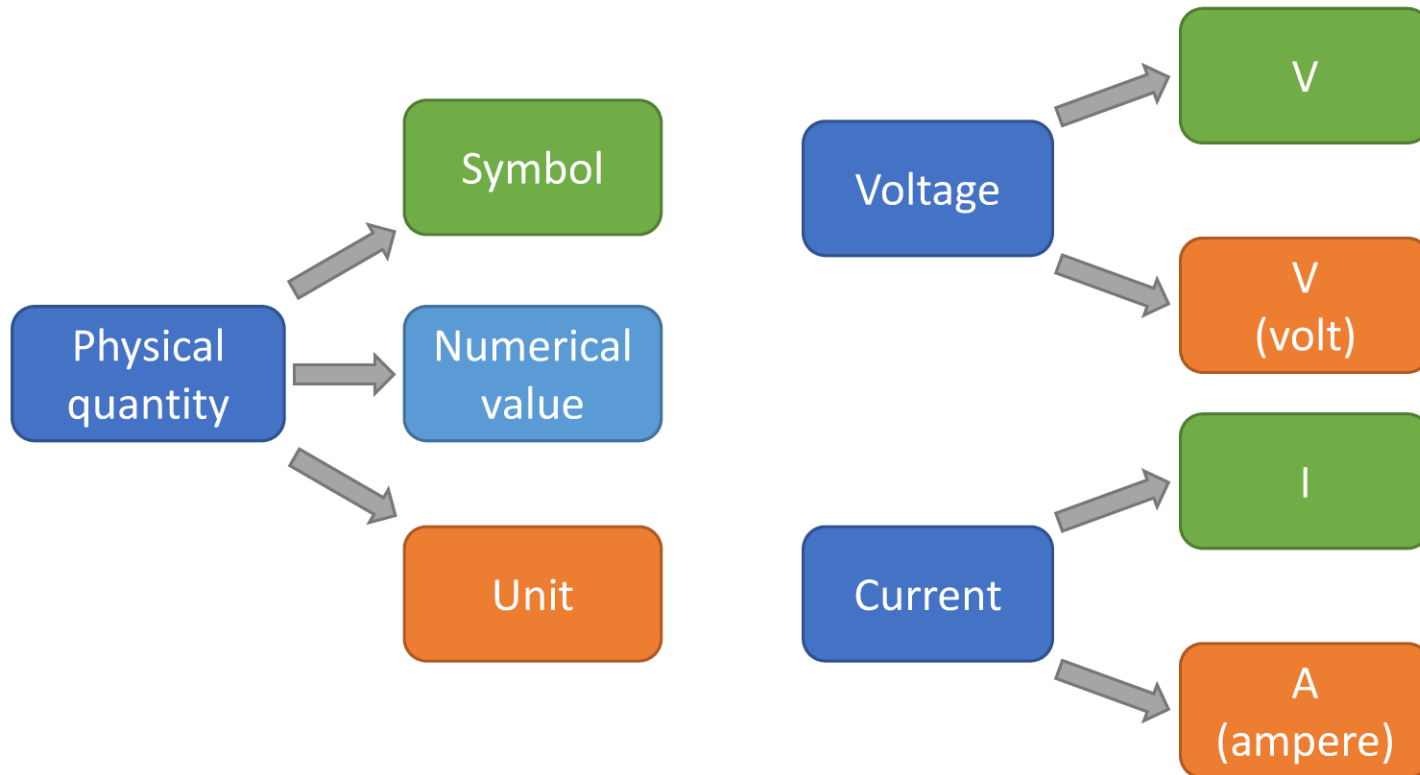 Symbol
Physical
quantity
Numerical
value
Unit
Voltage
V
V
(volt)
Current
I
A
(ampere)